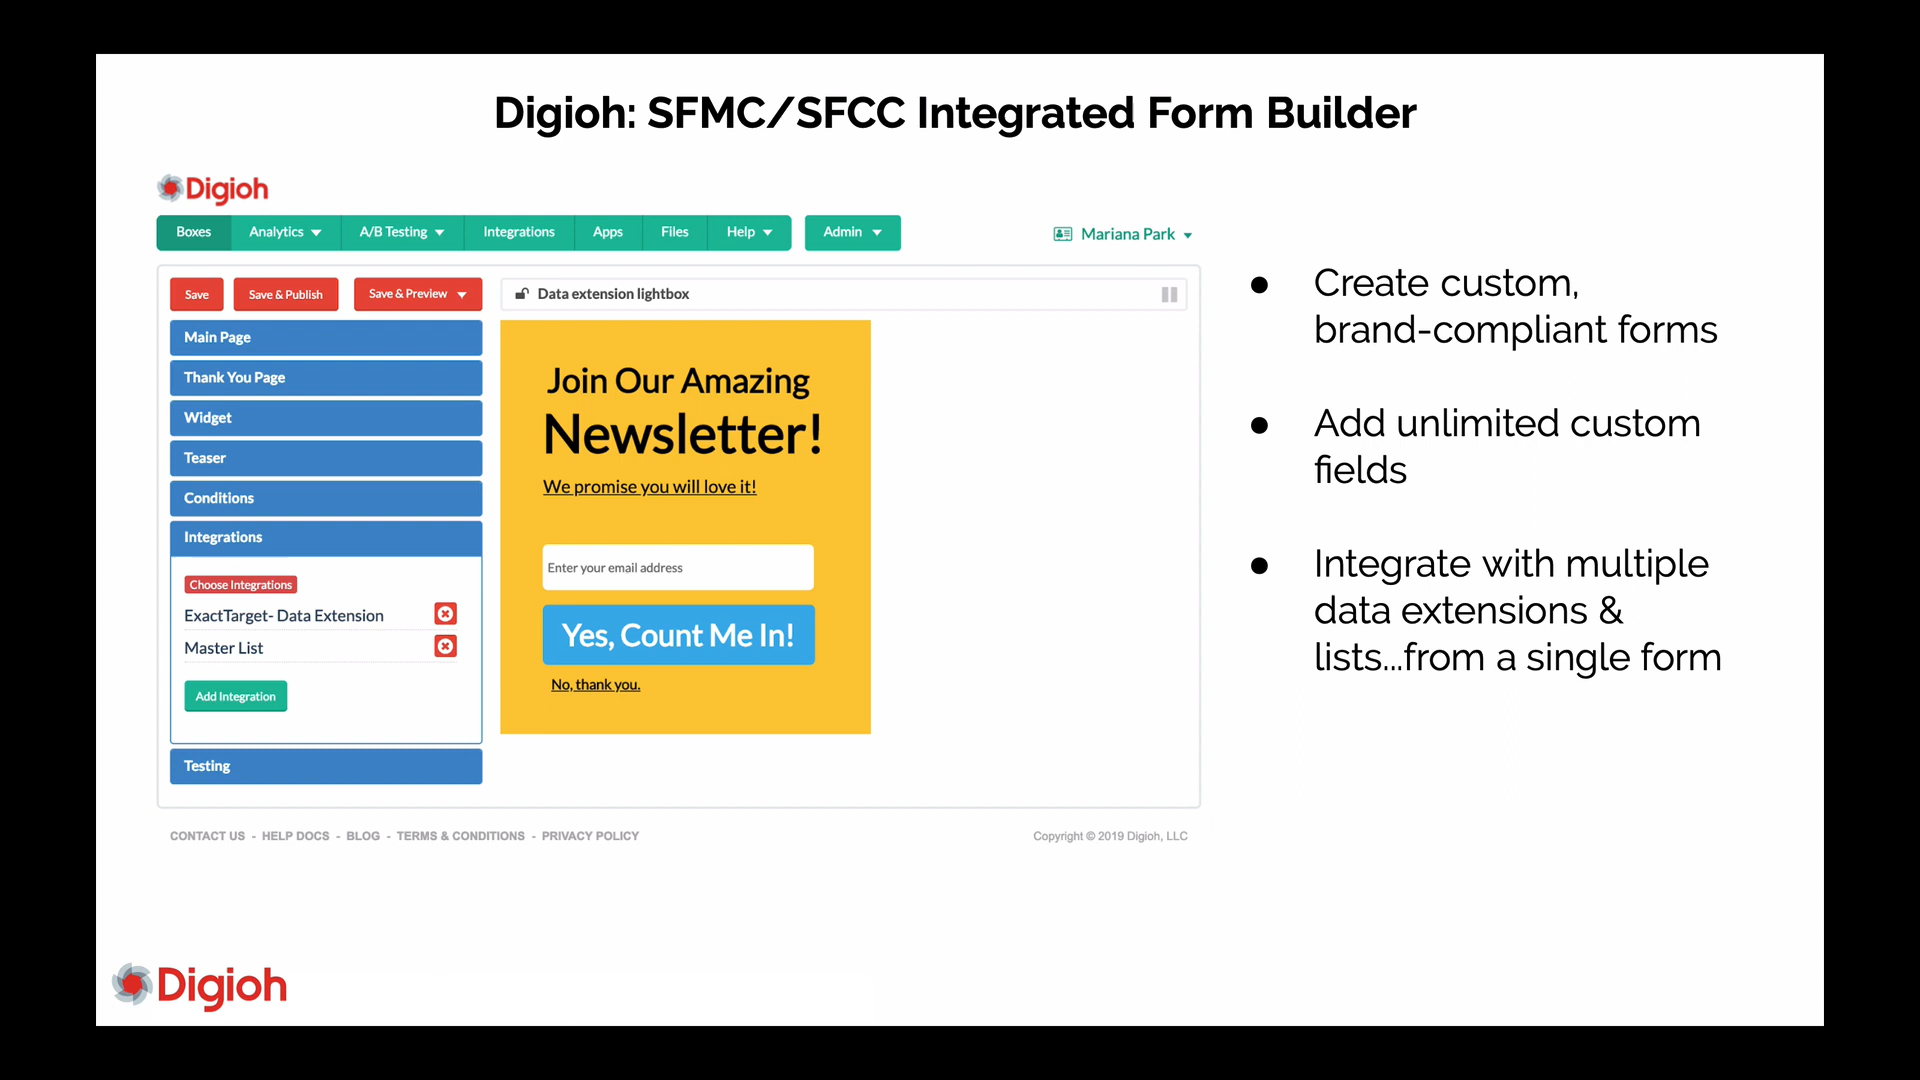 Digioh: SFMC/SFCC Integrated Form Builder
Digioh
Boxes Analytics A/B Testing Integrations Apps Files Help Admin Mariana Park
Save Save & Publish Save & Preview Data extension lightbox
Main Page
Thank You Page
Widget
Teaser
Conditions
Integrations
Choose Integrations
ExactTarget- Data Extension
Master List
Add Integration
Testing
Join Our Amazing
Newsletter!
We promise you will love it!
Enter your email address
Yes, Count Me In!
No, thank you.
CONTACT US - HELP DOCS - BLOG - TERMS & CONDITIONS - PRIVACY POLICY
Copyright © 2019 Digioh, LLC
● Create custom,
brand-compliant forms
● Add unlimited custom
fields
● Integrate with multiple
data extensions &
lists...from a single form
Digioh